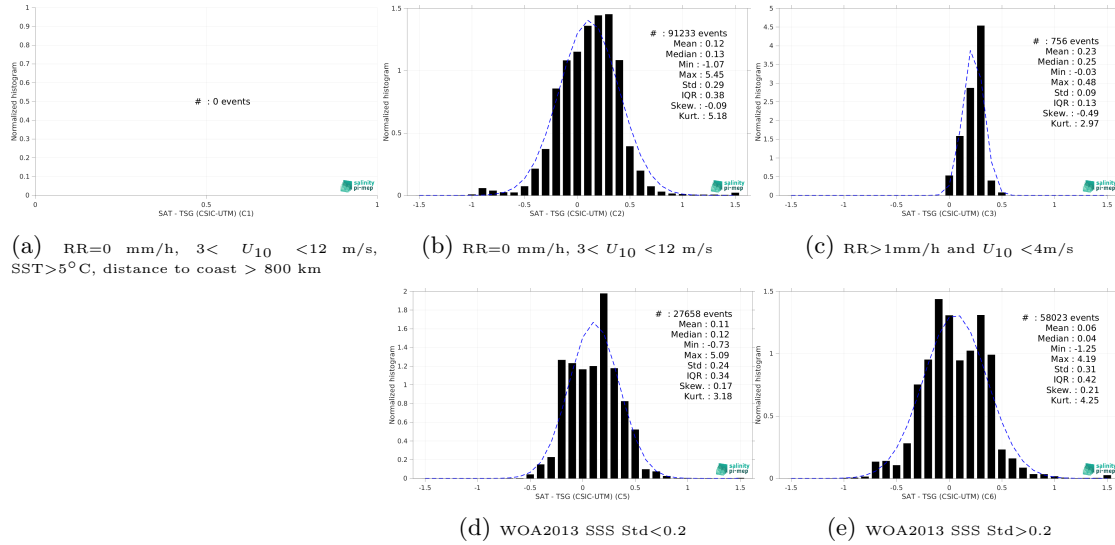 Normalized histogram
1
0.9
0.8
0.7
0.6
0.5
0.4
0.3
0.2
0.1
0
# : 0 events
0
0.5
1
salinity
pi-mep
SAT - TSG (CSIC-UTM) (C1)
(a) RR=0 mm/h, 3< U10 <12 m/s,
SST>5°C, distance to coast > 800 km
Normalized histogram
1.5
1
0.5
0
# : 91233 events
Mean : 0.12
Median : 0.13
Min : -1.07
Max : 5.45
Std : 0.29
IQR : 0.38
Skew. : -0.09
Kurt. : 5.18
salinity
pi-mep
-1.5 -1 -0.5 0 0.5 1 1.5
SAT - TSG (CSIC-UTM) (C2)
(b) RR=0 mm/h, 3< U10 <12 m/s
Normalized histogram
5
4.5
4
3.5
3
2.5
2
1.5
1
0.5
0
# : 756 events
Mean : 0.23
Median : 0.25
Min : -0.03
Max : 0.48
Std : 0.09
IQR : 0.13
Skew. : -0.49
Kurt. : 2.97
salinity
pi-mep
-1.5 -1 -0.5 0 0.5 1 1.5
SAT - TSG (CSIC-UTM) (C3)
(c) RR>1mm/h and U10 <4m/s
Normalized histogram
2
1.8
1.6
1.4
1.2
1
0.8
0.6
0.4
0.2
0
# : 27658 events
Mean : 0.11
Median : 0.12
Min : -0.73
Max : 5.09
Std : 0.24
IQR : 0.34
Skew. : 0.17
Kurt. : 3.18
salinity
pi-mep
-1.5 -1 -0.5 0 0.5 1 1.5
SAT - TSG (CSIC-UTM) (C5)
(d) WOA2013 SSS Std<0.2
Normalized histogram
1.5
1
0.5
0
# : 58023 events
Mean : 0.06
Median : 0.04
Min : -1.25
Max : 4.19
Std : 0.31
IQR : 0.42
Skew. : 0.21
Kurt. : 4.25
salinity
pi-mep
-1.5 -1 -0.5 0 0.5 1 1.5
SAT - TSG (CSIC-UTM) (C6)
(e) WOA2013 SSS Std>0.2